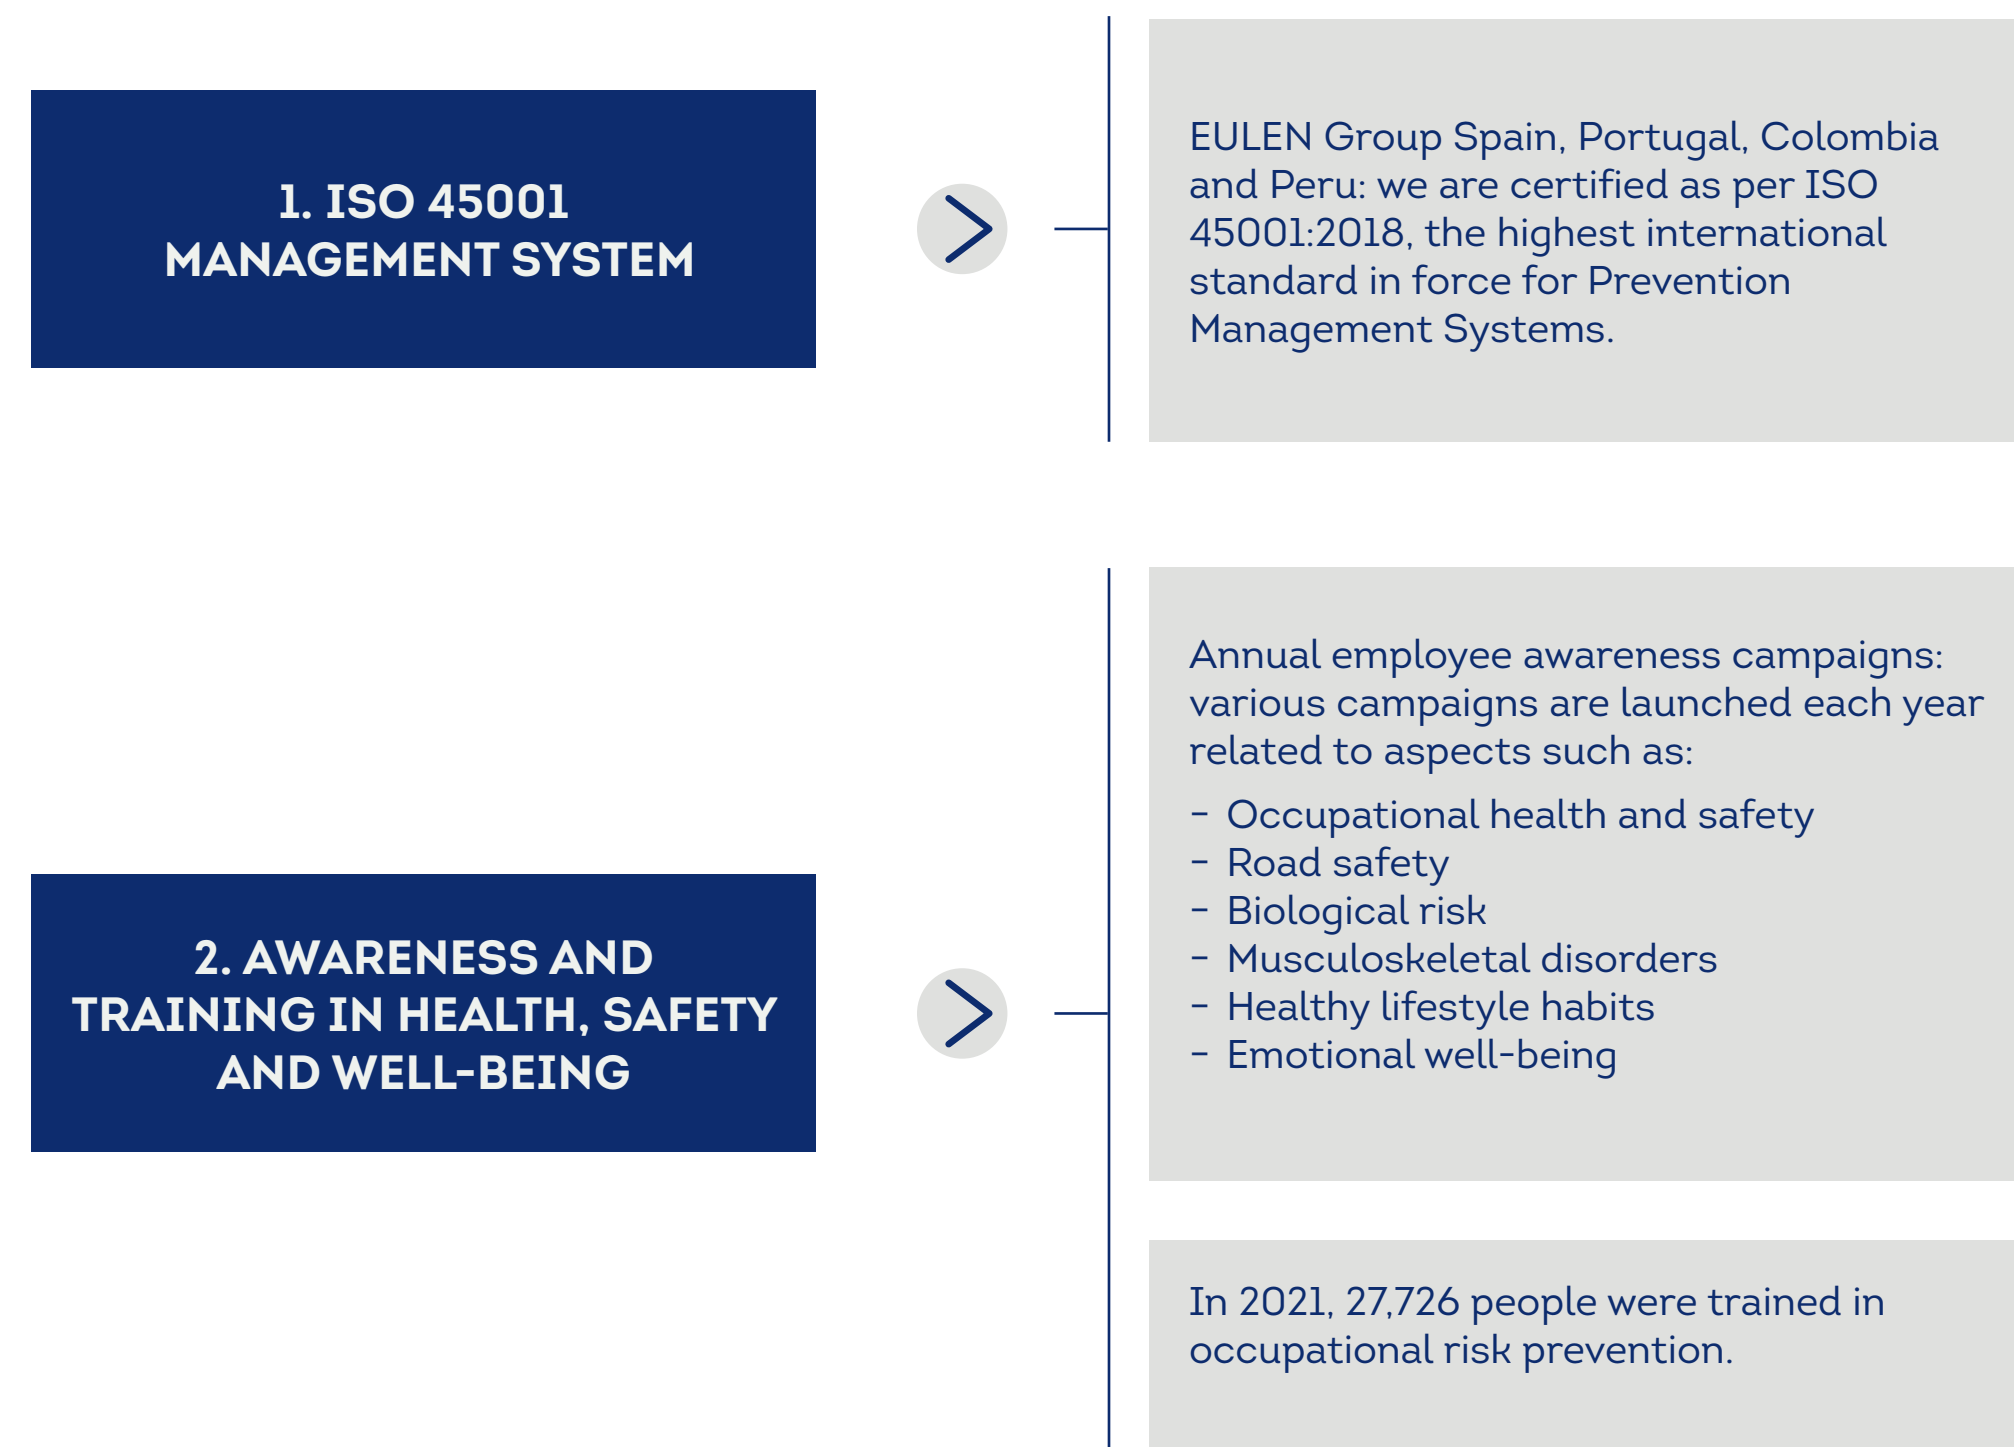 1. ISO 45001
MANAGEMENT SYSTEM
EULEN Group Spain, Portugal, Colombia
and Peru: we are certified as per ISO
45001:2018, the highest international
standard in force for Prevention
Management Systems.
2. AWARENESS AND
TRAINING IN HEALTH, SAFETY
AND WELL-BEING
Annual employee awareness campaigns:
various campaigns are launched each year
related to aspects such as:
- Occupational health and safety
- Road safety
- Biological risk
- Musculoskeletal disorders
- Healthy lifestyle habits
- Emotional well-being
In 2021, 27,726 people were trained in
occupational risk prevention.